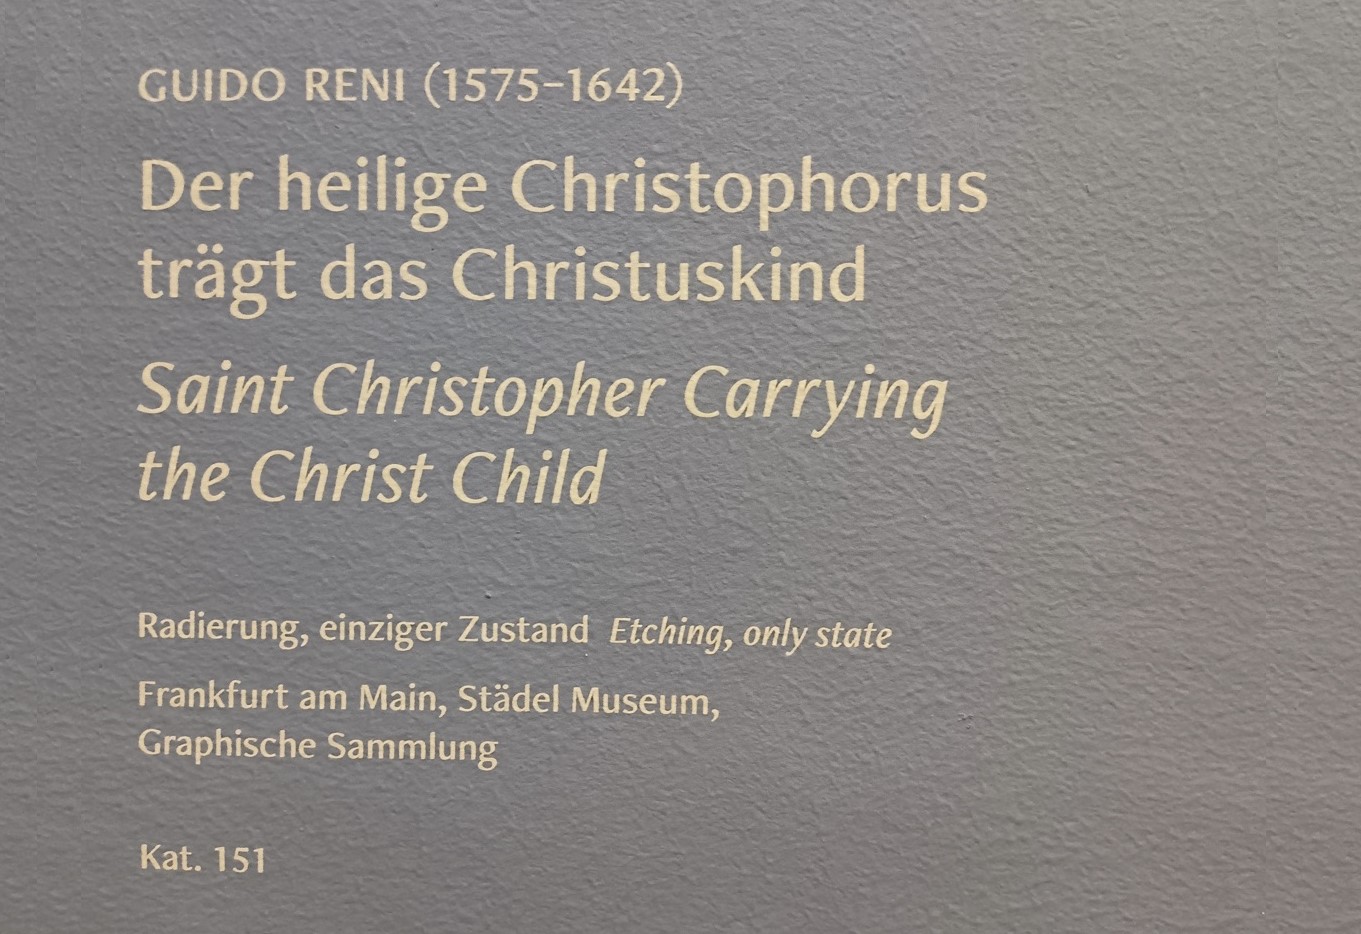 GUIDO RENI (1575–1642)
Der heilige Christophorus
trägt das Christuskind
Saint Christopher Carrying
the Christ Child
Radierung, einziger Zustand Etching, only state
Frankfurt am Main, Städel Museum,
Graphische Sammlung
Kat. 151